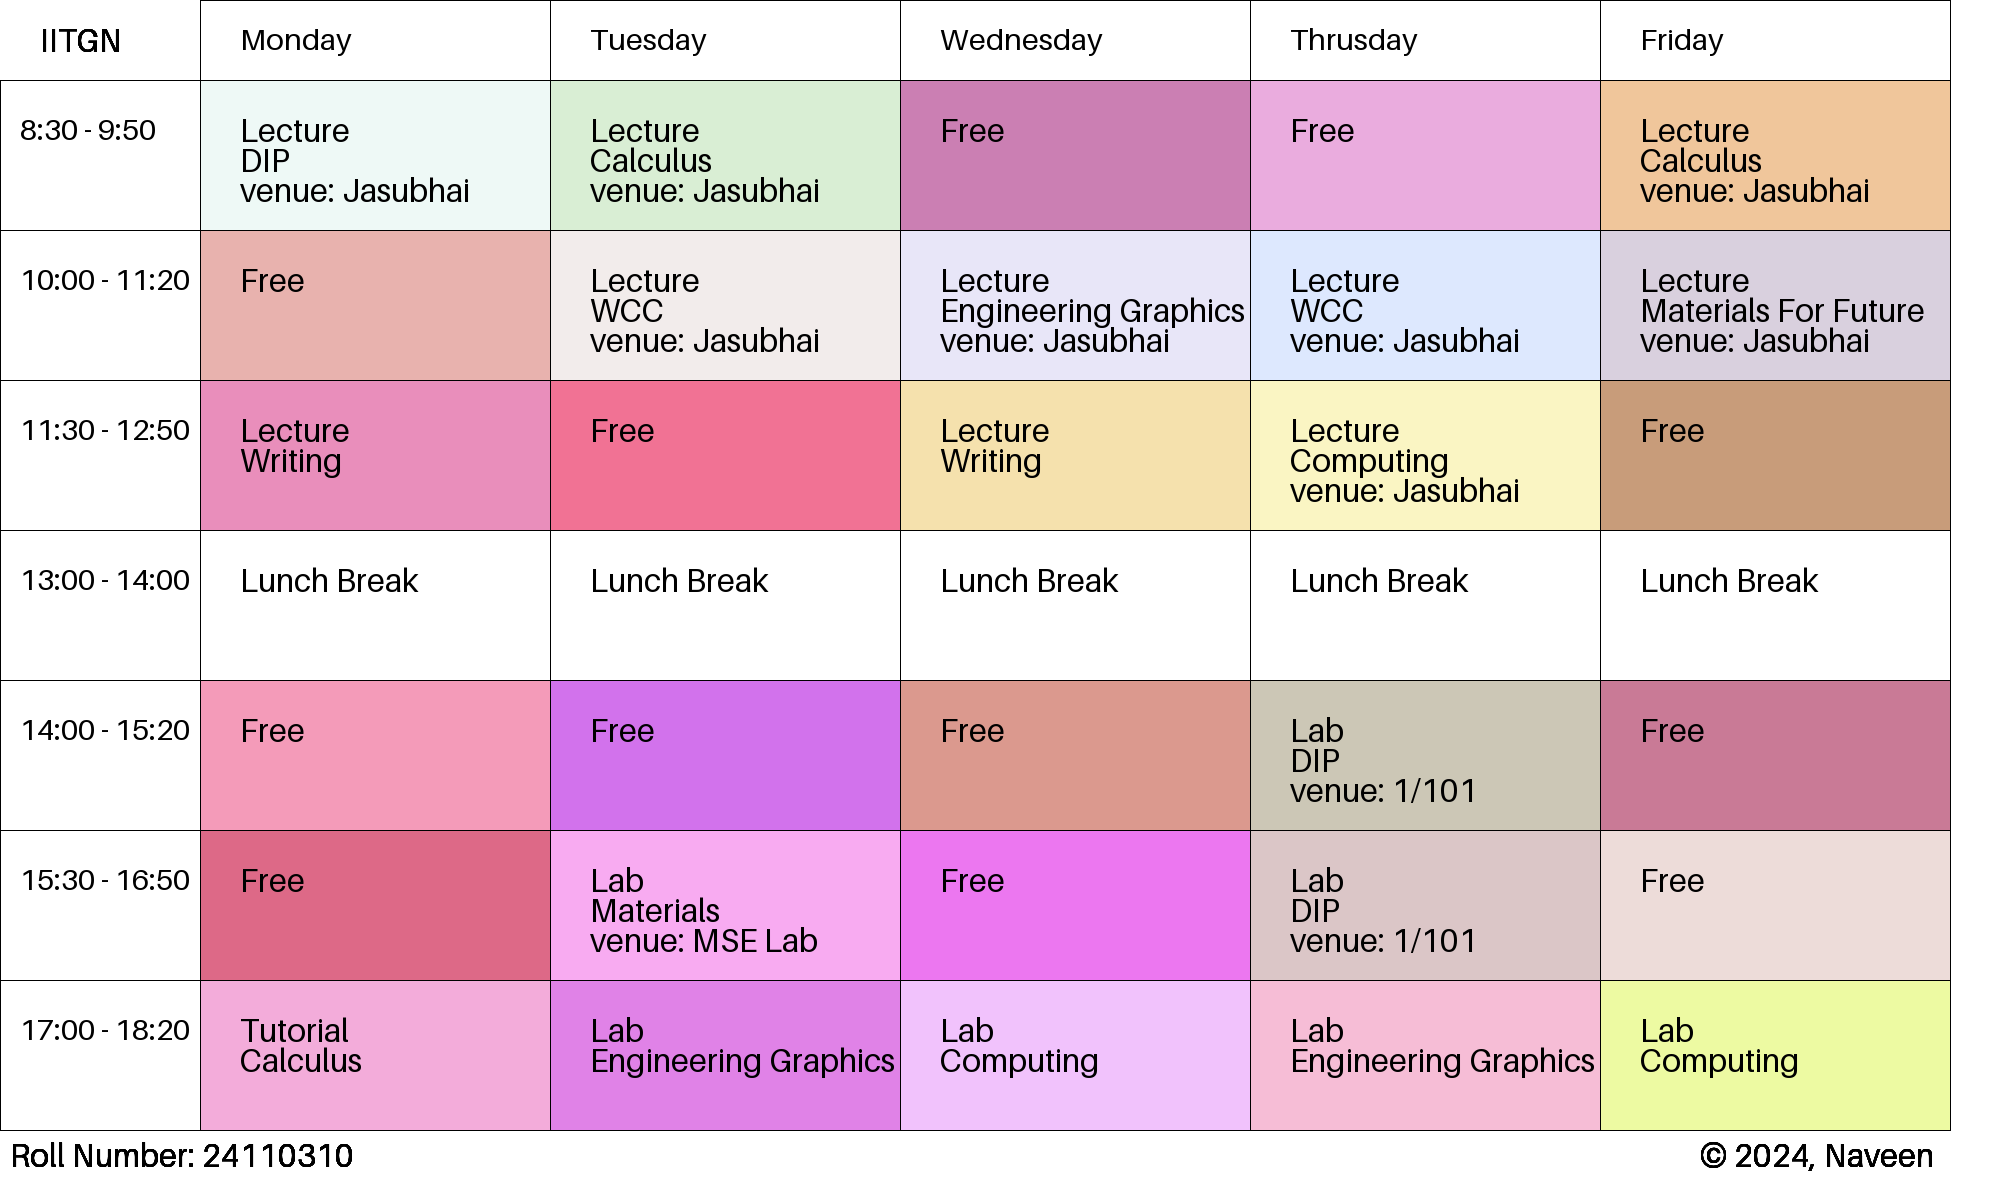 IITGN
Monday
Tuesday
Wednesday
Thrusday
Friday
8:30 - 9:50
Lecture
DIP
venue: Jasubhai
Lecture
Calculus
venue: Jasubhai
Free
Free
Lecture
Calculus
venue: Jasubhai
10:00 - 11:20
Free
Lecture
WCC
venue: Jasubhai
Lecture
Engineering Graphics
venue: Jasubhai
Lecture
WCC
venue: Jasubhai
Lecture
Materials For Future
venue: Jasubhai
11:30 - 12:50
Lecture
Writing
Free
Lecture
Writing
Lecture
Computing
venue: Jasubhai
Free
13:00 - 14:00
Lunch Break
Lunch Break
Lunch Break
Lunch Break
Lunch Break
14:00 - 15:20
Free
Free
Free
Lab
DIP
venue: 1/101
Free
15:30 - 16:50
Free
Lab
Materials
venue: MSE Lab
Free
Lab
DIP
venue: 1/101
Free
17:00 - 18:20
Tutorial
Calculus
Lab
Engineering Graphics
Lab
Computing
Lab
Engineering Graphics
Lab
Computing
Roll Number: 24110310
© 2024, Naveen